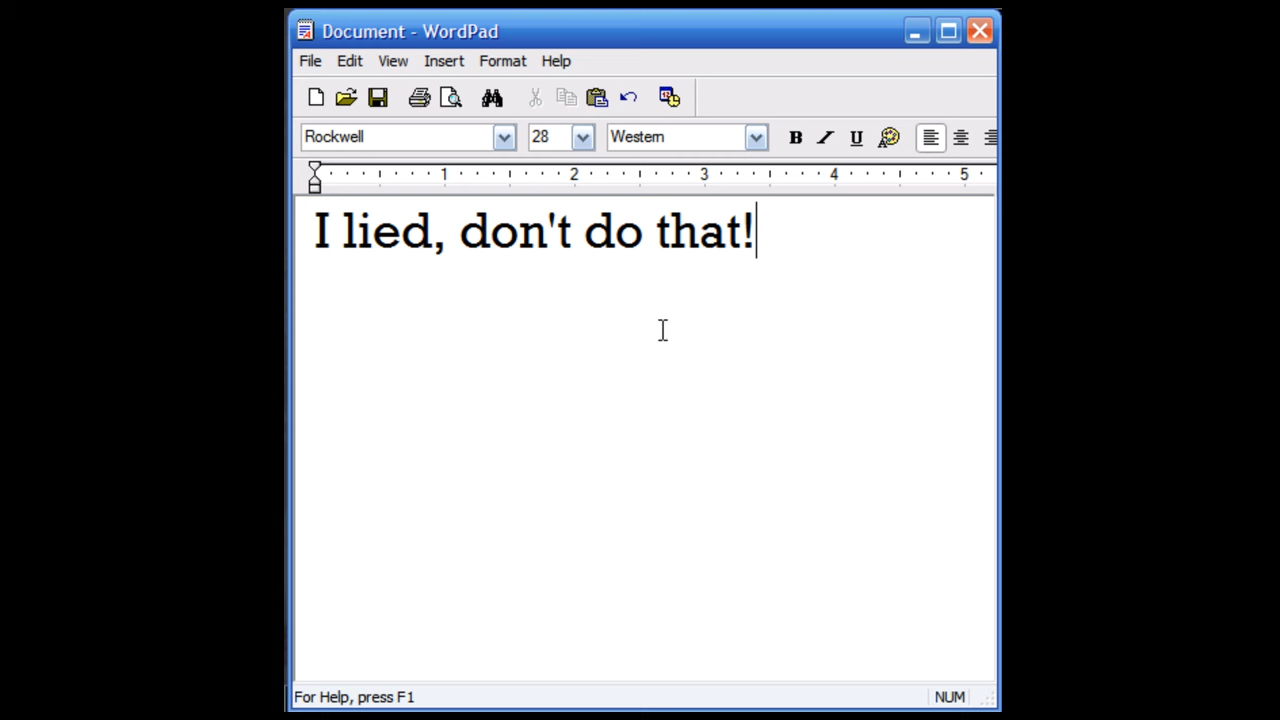 Document - WordPad
File Edit View Insert Format Help
Rockwell 28 Western B I U
1 2 3 4 5
I lied, don't do that!
For Help, press F1 NUM